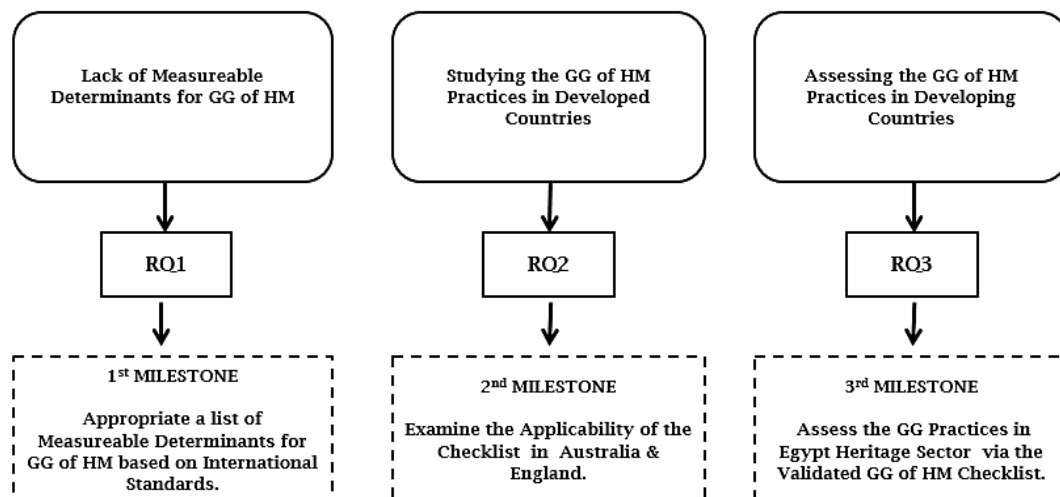 Lack of Measureable
Determinants for GG of HM
RQ1
1st MILESTONE
Appropriate a list of
Measureable Determinants for
GG of HM based on International
Standards.
Studying the GG of HM
Practices in Developed
Countries
RQ2
2nd MILESTONE
Examine the Applicability of the
Checklist in Australia &
England.
Assessing the GG of HM
Practices in Developing
Countries
RQ3
3rd MILESTONE
Assess the GG Practices in
Egypt Heritage Sector via the
Validated GG of HM Checklist.